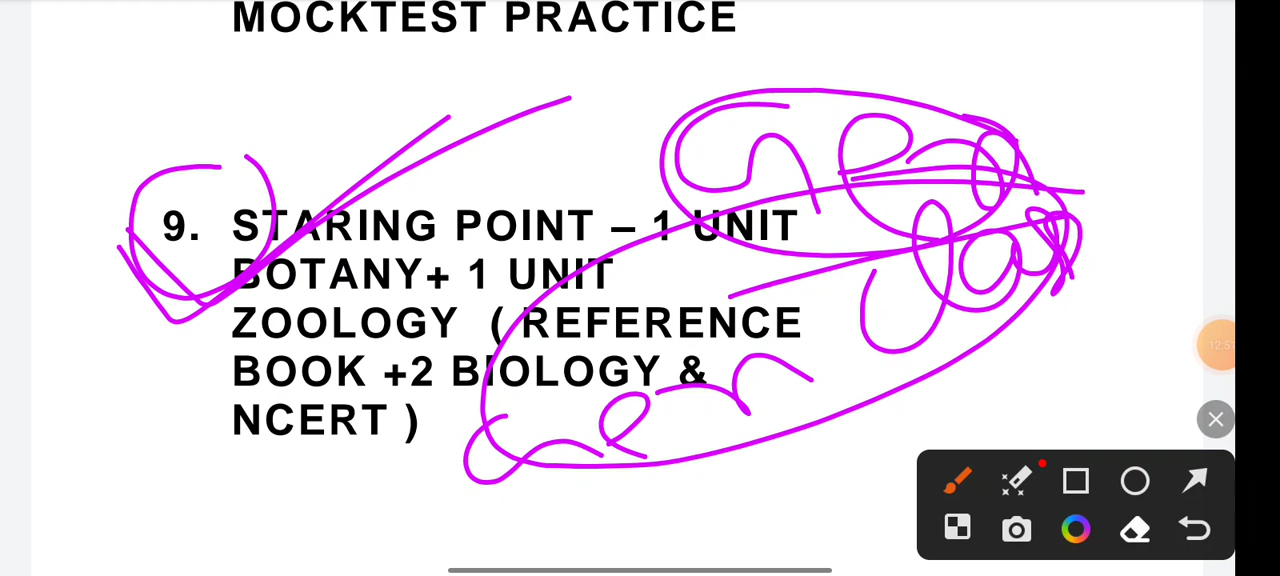 MOCKTEST PRACTICE
9. STARING POINT – 1 UNIT
BOTANY+ 1 UNIT
ZOOLOGY ( REFERENCE
BOOK +2 BIOLOGY &
NCERT )